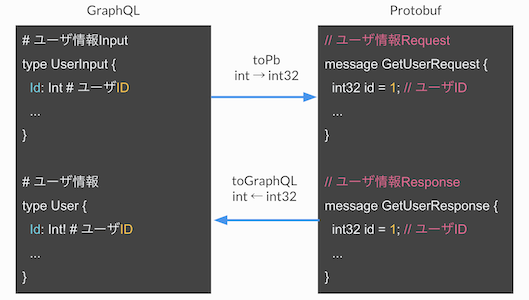 GraphQL
# ユーザ情報Input
type UserInput {
Id: Int # ユーザID
...
}
# ユーザ情報
type User {
Id: Int! # ユーザID
...
}
toPb
int → int32
toGraphQL
int ← int32
Protobuf
// ユーザ情報Request
message GetUserRequest {
int32 id = 1; // ユーザID
...
}
// ユーザ情報Response
message GetUserResponse {
int32 id = 1; // ユーザID
...
}